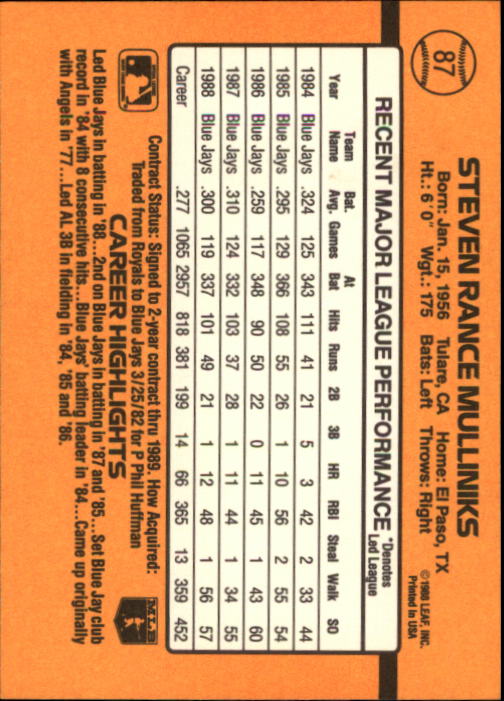 87
STEVEN RANCE MULLINIKS
Born: Jan. 15, 1956 Tulare, CA Home: El Paso, TX
Ht.: 6'0" Wgt.: 175 Bats: Left Throws: Right
©1988 LEAF, INC.
Printed in USA
RECENT MAJOR LEAGUE PERFORMANCE *Denotes Led League
Year Team Name Bat. Avg. Games At Bat Hits Runs 2B 3B HR RBI Steal Walk SO
1984 Blue Jays .324 125 343 111 41 21 5 3 42 2 33 44
1985 Blue Jays .295 129 366 108 55 26 1 10 56 2 55 54
1986 Blue Jays .259 117 348 90 50 22 0 11 45 1 43 60
1987 Blue Jays .310 124 332 103 37 28 1 11 44 1 34 55
1988 Blue Jays .300 119 337 101 49 21 1 12 48 1 56 57
Career .277 1065 2957 818 381 199 14 66 365 13 359 452
Contract Status: Signed to 2-year contract thru 1989. How Acquired:
Traded from Royals to Blue Jays 3/25/82 for P Phil Huffman
CAREER HIGHLIGHTS
Led Blue Jays in batting in '88...2nd on Blue Jays in batting in '87 and '85...Set Blue Jay club
record in '84 with 8 consecutive hits...Blue Jays' batting leader in '84...Came up originally
with Angels in '77...Led AL 3B in fielding in '84, '85 and '86.
MLB